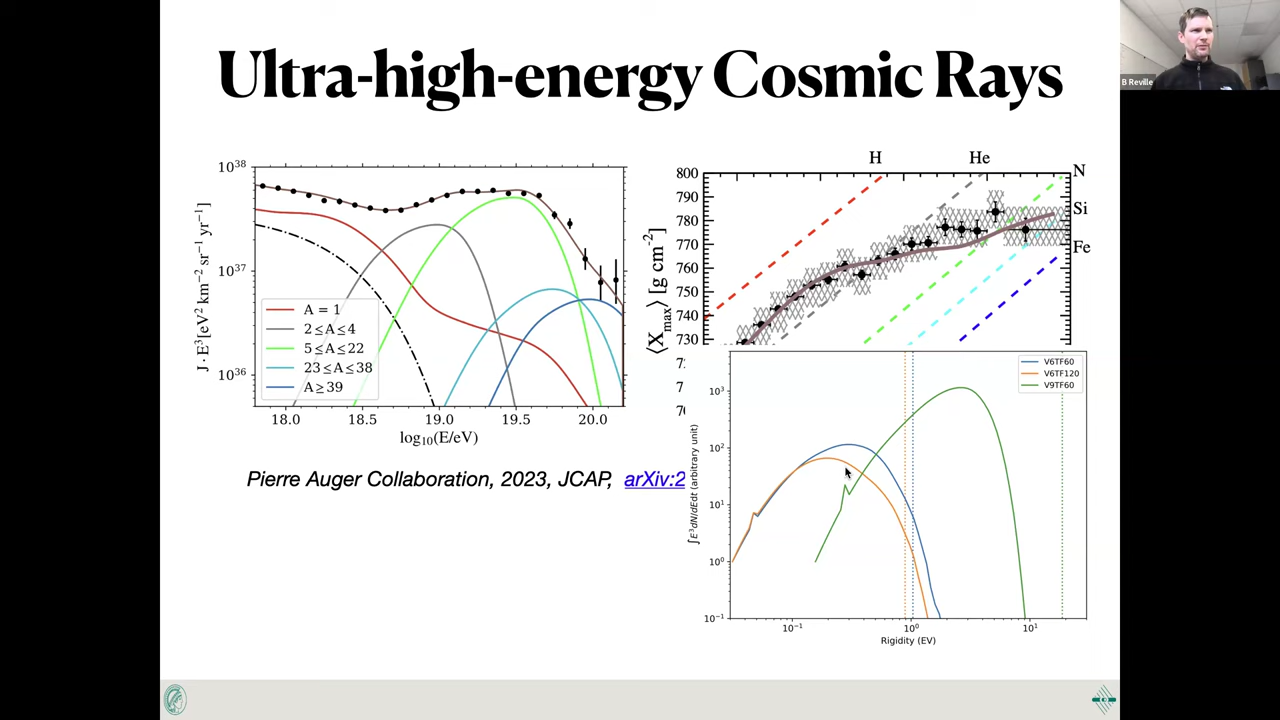 Ultra-high-energy Cosmic Rays
B Reville
10^38
10^37
10^36
J · E^3 [eV^2 km^-2 sr^-1 yr^-1]
A = 1
2 ≤ A ≤ 4
5 ≤ A ≤ 22
23 ≤ A ≤ 38
A ≥ 39
18.0 18.5 19.0 19.5 20.0
log10(E/eV)
H He
N
Si
Fe
800
790
780
770
760
750
740
730
⟨Xmax⟩ [g cm^-2]
Pierre Auger Collaboration, 2023, JCAP, arXiv:2
V6TF60
V6TF120
V9TF60
10^3
10^2
10^1
10^0
10^-1
∫E^3dN/dEdt (arbitrary unit)
10^-1 10^0 10^1
Rigidity (EV)